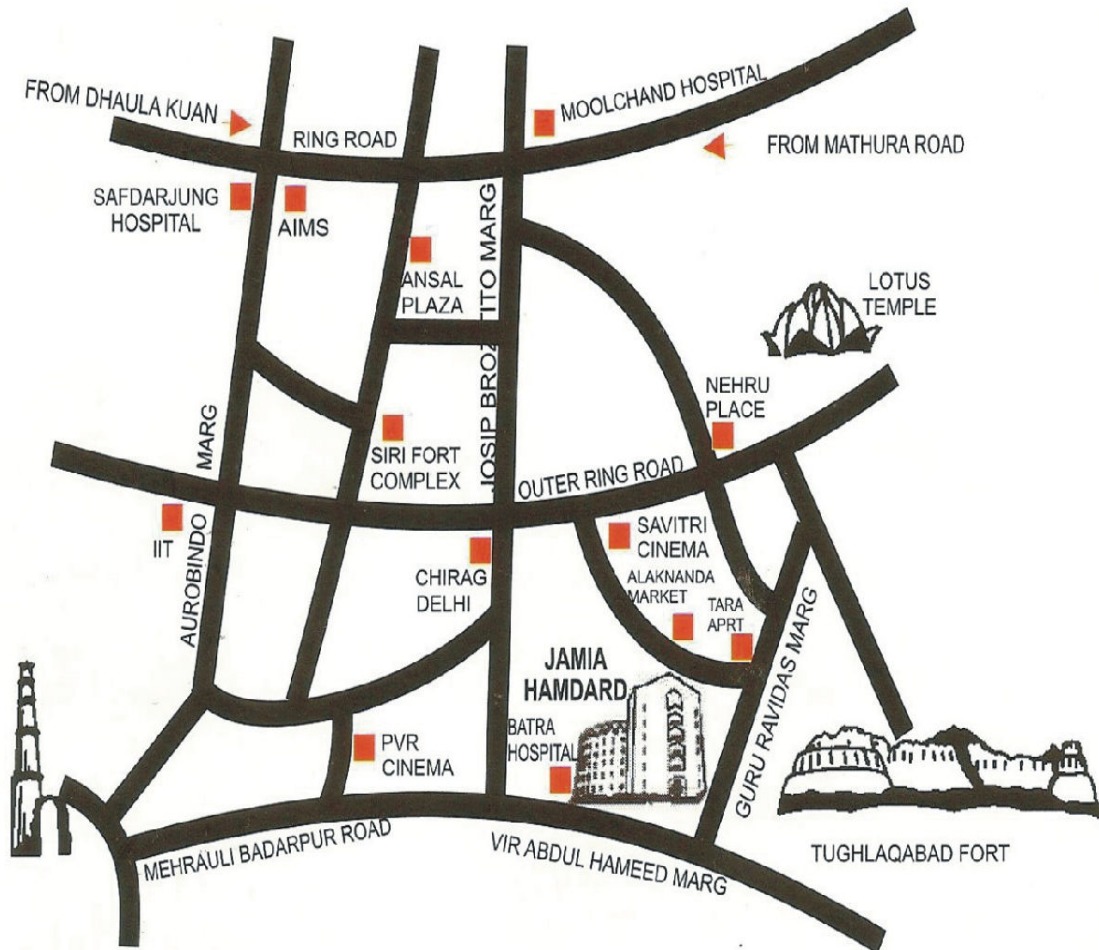 FROM DHAULA KUAN
RING ROAD
MOOLCHAND HOSPITAL
FROM MATHURA ROAD
SAFDARJUNG
HOSPITAL
AIMS
ANSAL
PLAZA
JOSIP BROZ TITO MARG
LOTUS
TEMPLE
NEHRU
PLACE
SIRI FORT
COMPLEX
OUTER RING ROAD
AUROBINDO MARG
IIT
CHIRAG
DELHI
SAVITRI
CINEMA
ALAKNANDA
MARKET
TARA
APRT
JAMIA
HAMDARD
BATRA
HOSPITAL
PVR
CINEMA
GURU RAVIDAS MARG
MEHRAULI BADARPUR ROAD
VIR ABDUL HAMEED MARG
TUGHLAQABAD FORT